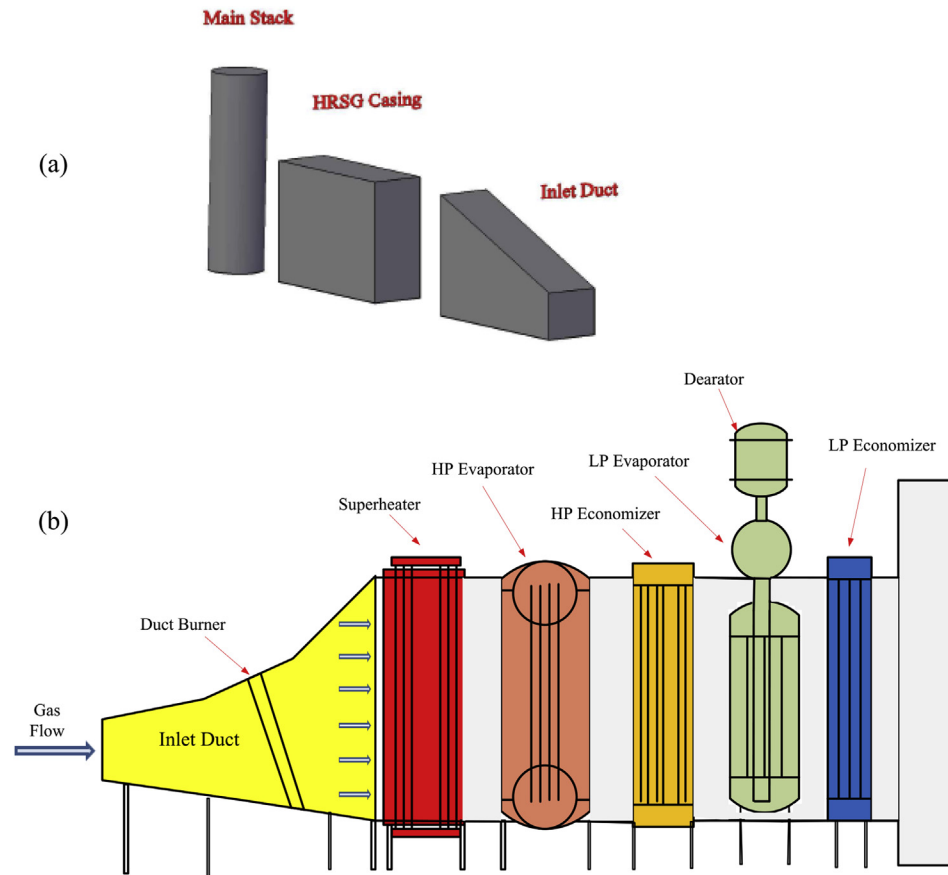 Main Stack
HRSG Casing
(a)
Inlet Duct
Dearator
LP Economizer
HP Evaporator
LP Evaporator
Superheater
HP Economizer
(b)
Duct Burner
Gas
Flow
Inlet Duct